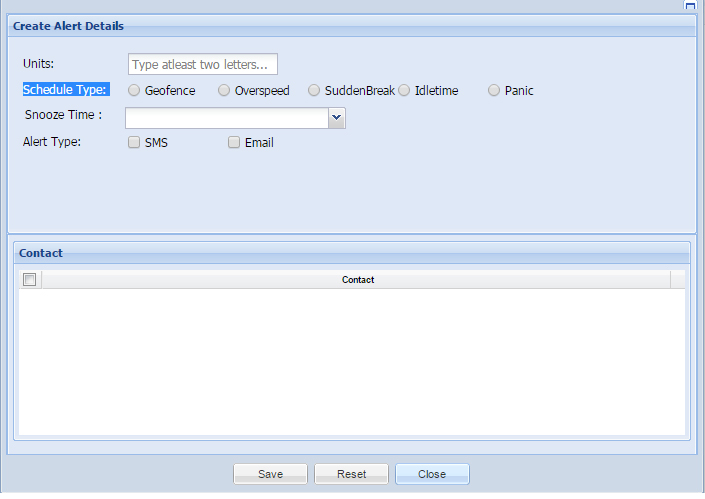 Create Alert Details
Units: Type atleast two letters...
Schedule Type: Geofence Overspeed SuddenBreak Idletime Panic
Snooze Time :
Alert Type: SMS Email
Contact
Contact
Save Reset Close